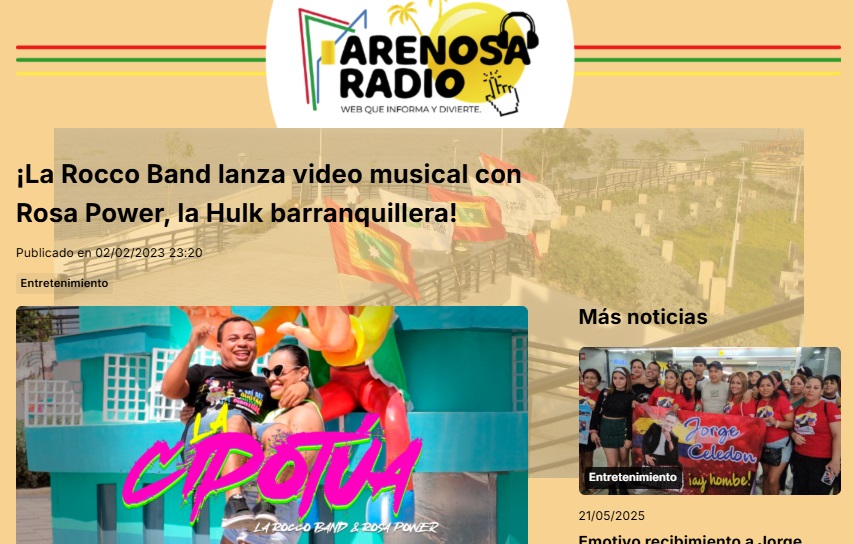 ARENOSA
RADIO
WEB QUE INFORMA Y DIVIERTE.
¡La Rocco Band lanza video musical con
Rosa Power, la Hulk barranquillera!
Publicado en 02/02/2023 23:20
Entretenimiento
LA
CIPOTÚA
LA ROCCO BAND & ROSA POWER
Más noticias
Jorge
Celedon
¡ay hombe!
Entretenimiento
21/05/2025
Emotivo recibimiento a Jorge